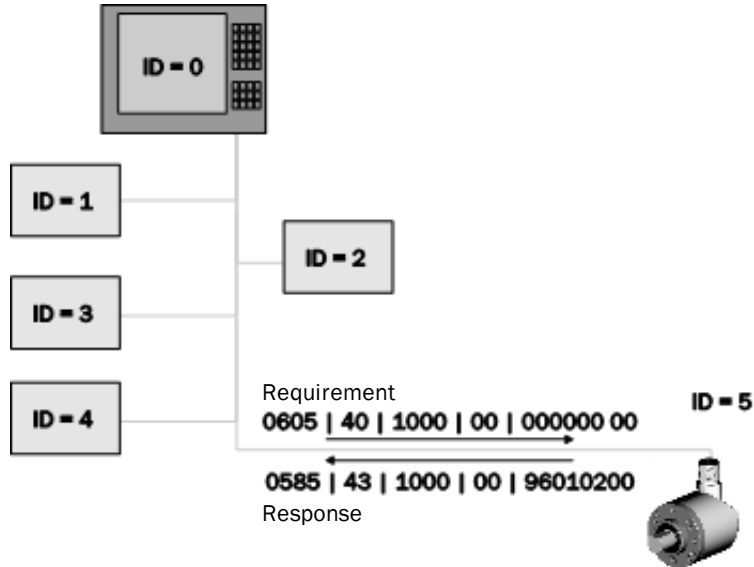 ID = 0
ID = 1
ID = 2
ID = 3
ID = 4
Requirement
ID = 5
0605 | 40 | 1000 | 00 | 000000 00
0585 | 43 | 1000 | 00 | 96010200
Response